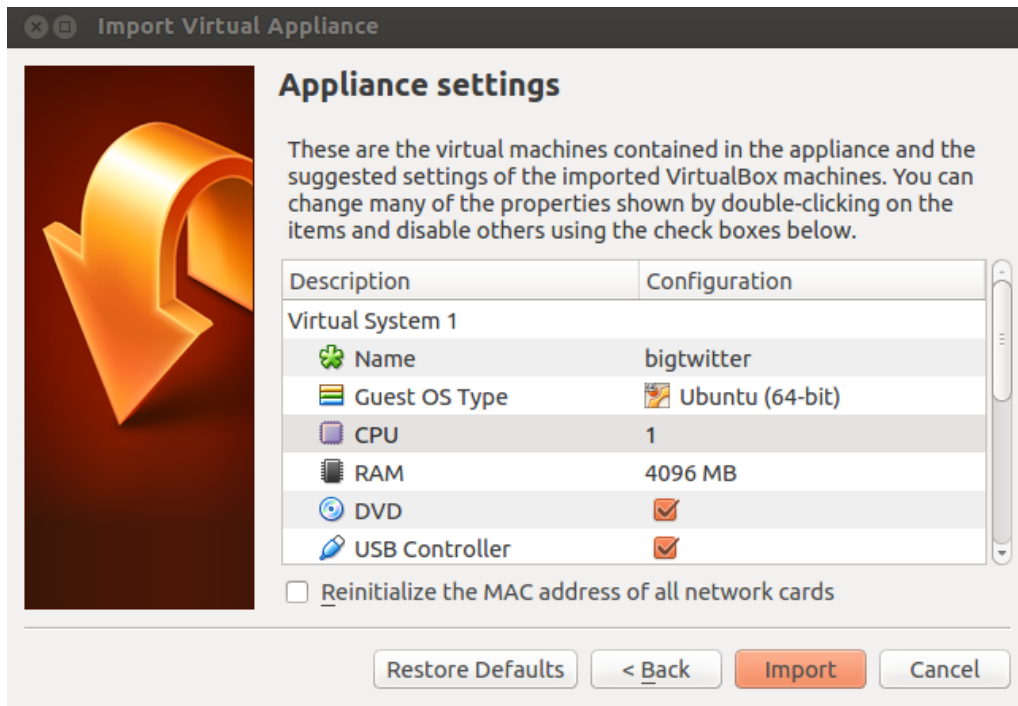 Import Virtual Appliance
Appliance settings
These are the virtual machines contained in the appliance and the
suggested settings of the imported VirtualBox machines. You can
change many of the properties shown by double-clicking on the
items and disable others using the check boxes below.
Description Configuration
Virtual System 1
Name bigtwitter
Guest OS Type Ubuntu (64-bit)
CPU 1
RAM 4096 MB
DVD
USB Controller
Reinitialize the MAC address of all network cards
Restore Defaults < Back Import Cancel